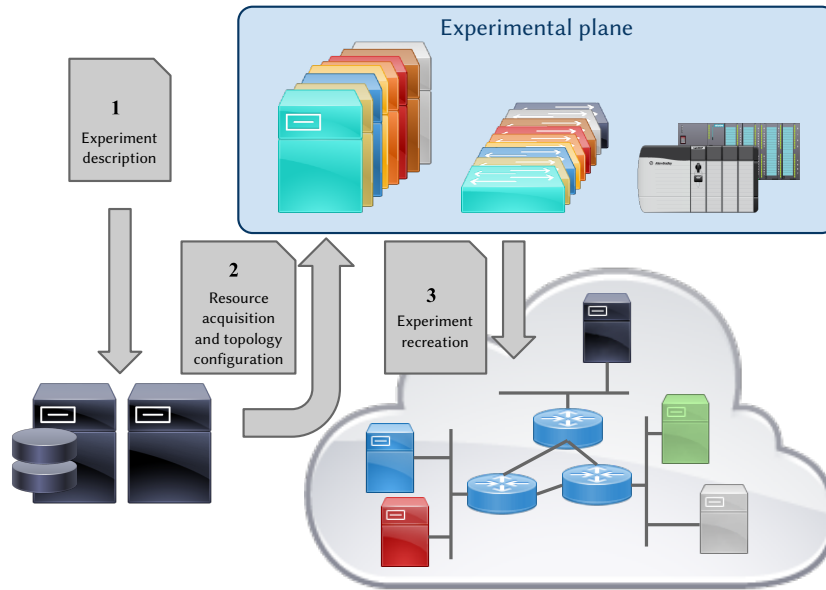 Experimental plane
1
Experiment
description
2
Resource
acquisition
and topology
configuration
3
Experiment
recreation